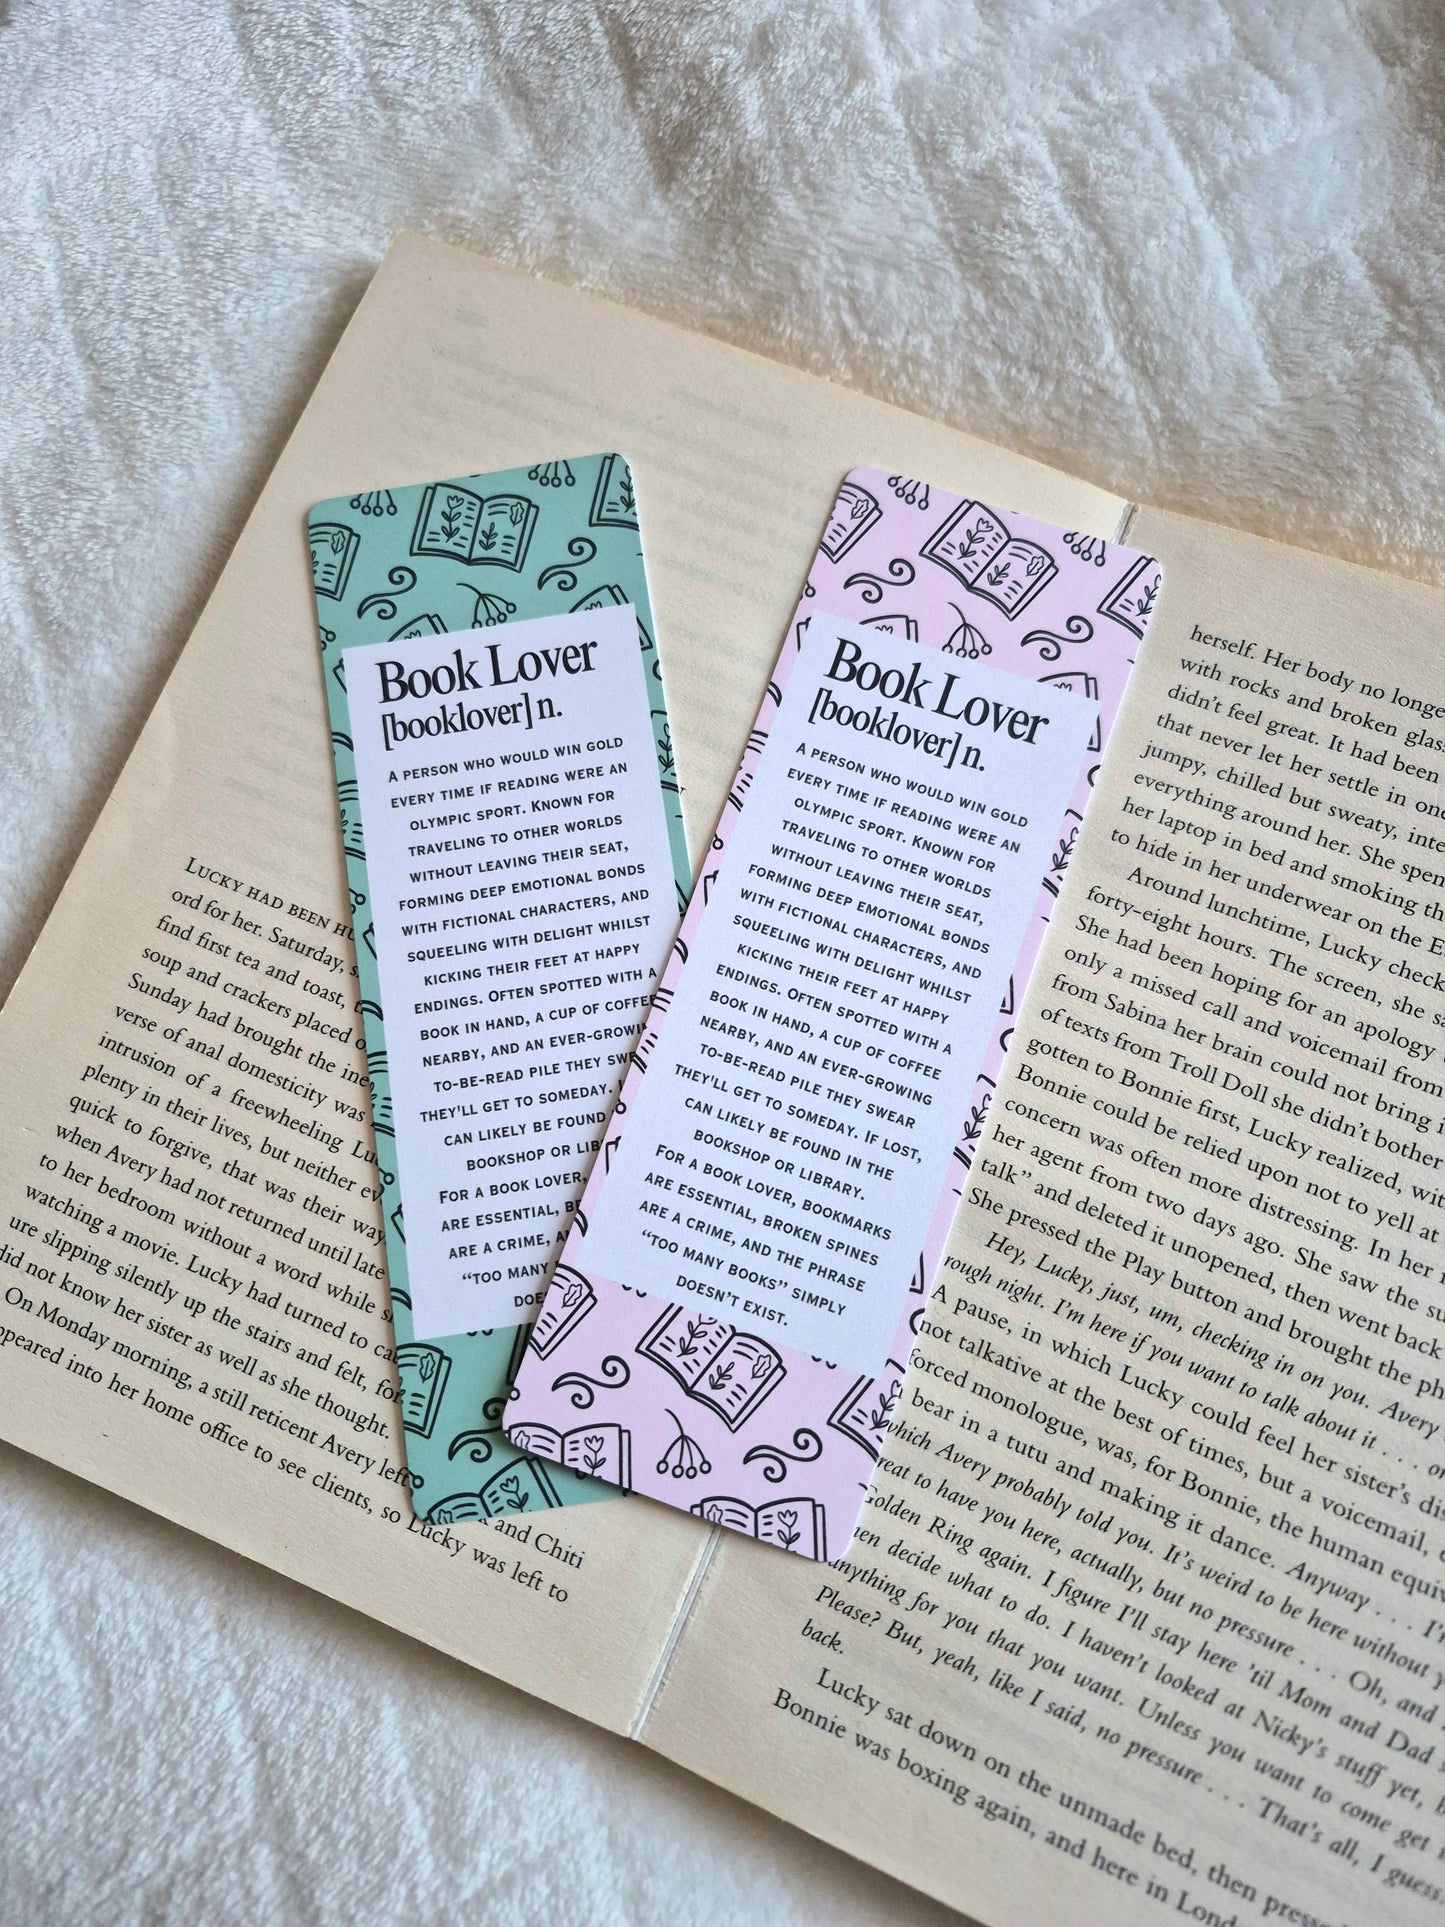 LUCKY HAD BEEN
ord for her. Saturday,
find first tea and toast,
soup and crackers placed
Sunday had brought the
verse of anal domesticity was
intrusion of a freewheeling
plenty in their lives, but neither
quick to forgive, that was their way
when Avery had not returned until late
to her bedroom without a word while
watching a movie. Lucky had turned to
ure slipping silently up the stairs and felt,
did not know her sister as well as she thought.
On Monday morning, a still reticent Avery left and Chiti
ppeared into her home office to see clients, so Lucky was left to
Book Lover
[booklover] n.
A PERSON WHO WOULD WIN GOLD
EVERY TIME IF READING WERE AN
OLYMPIC SPORT. KNOWN FOR
TRAVELING TO OTHER WORLDS
WITHOUT LEAVING THEIR SEAT,
FORMING DEEP EMOTIONAL BONDS
WITH FICTIONAL CHARACTERS, AND
SQUEELING WITH DELIGHT WHILST
KICKING THEIR FEET AT HAPPY
ENDINGS. OFTEN SPOTTED WITH A
BOOK IN HAND, A CUP OF COFFEE
NEARBY, AND AN
TO-BE-READ PILE THEY
THEY'LL GET TO SOMEDAY.
CAN LIKELY BE FOUND
BOOKSHOP OR
FOR A BOOK LOVER,
ARE ESSENTIAL,
ARE A CRIME,
“TOO MANY
Book Lover
[booklover] n.
A PERSON WHO WOULD WIN GOLD
EVERY TIME IF READING WERE AN
OLYMPIC SPORT. KNOWN FOR
TRAVELING TO OTHER WORLDS
WITHOUT LEAVING THEIR SEAT,
FORMING DEEP EMOTIONAL BONDS
WITH FICTIONAL CHARACTERS, AND
SQUEELING WITH DELIGHT WHILST
KICKING THEIR FEET AT HAPPY
ENDINGS. OFTEN SPOTTED WITH A
BOOK IN HAND, A CUP OF COFFEE
NEARBY, AND AN EVER-GROWING
TO-BE-READ PILE THEY SWEAR
THEY'LL GET TO SOMEDAY. IF LOST,
CAN LIKELY BE FOUND IN THE
BOOKSHOP OR LIBRARY.
FOR A BOOK LOVER, BOOKMARKS
ARE ESSENTIAL, BROKEN SPINES
ARE A CRIME, AND THE PHRASE
“TOO MANY BOOKS” SIMPLY
DOESN’T EXIST.
herself. Her body no
with rocks and broken
didn’t feel great. It had been
that never let her settle in
jumpy, chilled but sweaty,
everything around her. She
her laptop in bed and smoking
to hide in her underwear on the
Around lunchtime, Lucky
forty-eight hours. The screen, she
She had been hoping for an apology
only a missed call and voicemail from
from Sabina her brain could not bring
of texts from Troll Doll she didn’t bother
gotten to Bonnie first, Lucky realized,
Bonnie could be relied upon not to yell at
concern was often more distressing. In her
her agent from two days ago. She saw the
talk” and deleted it unopened, then went back
She pressed the Play button and brought the
Hey, Lucky, just, um, checking in on you. Avery
rough night. I’m here if you want to talk about it . . .
A pause, in which Lucky could feel her sister’s
not talkative at the best of times, but a voicemail,
forced monologue, was, for Bonnie, the human
bear in a tutu and making it dance. Anyway . . .
which Avery probably told you. It’s weird to be here without
great to have you here, actually, but no pressure . . . Oh, and
Golden Ring again. I figure I’ll stay here ’til Mom and Dad
then decide what to do. I haven’t looked at Nicky’s stuff yet,
anything for you that you want. Unless you want to come get
Please? But, yeah, like I said, no pressure . . . That’s all, I guess.
back.
Lucky sat down on the unmade bed, then
Bonnie was boxing again, and here in